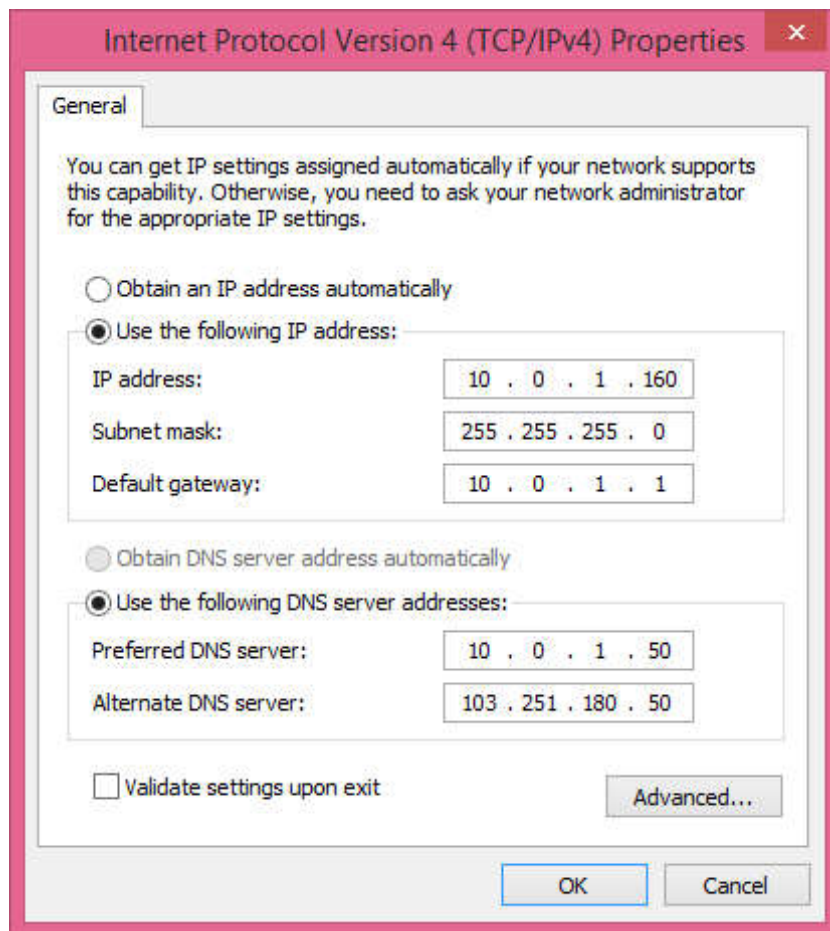 Internet Protocol Version 4 (TCP/IPv4) Properties
General
You can get IP settings assigned automatically if your network supports
this capability. Otherwise, you need to ask your network administrator
for the appropriate IP settings.
Obtain an IP address automatically
Use the following IP address:
IP address: 10 . 0 . 1 . 160
Subnet mask: 255 . 255 . 255 . 0
Default gateway: 10 . 0 . 1 . 1
Obtain DNS server address automatically
Use the following DNS server addresses:
Preferred DNS server: 10 . 0 . 1 . 50
Alternate DNS server: 103 . 251 . 180 . 50
Validate settings upon exit
Advanced...
OK Cancel